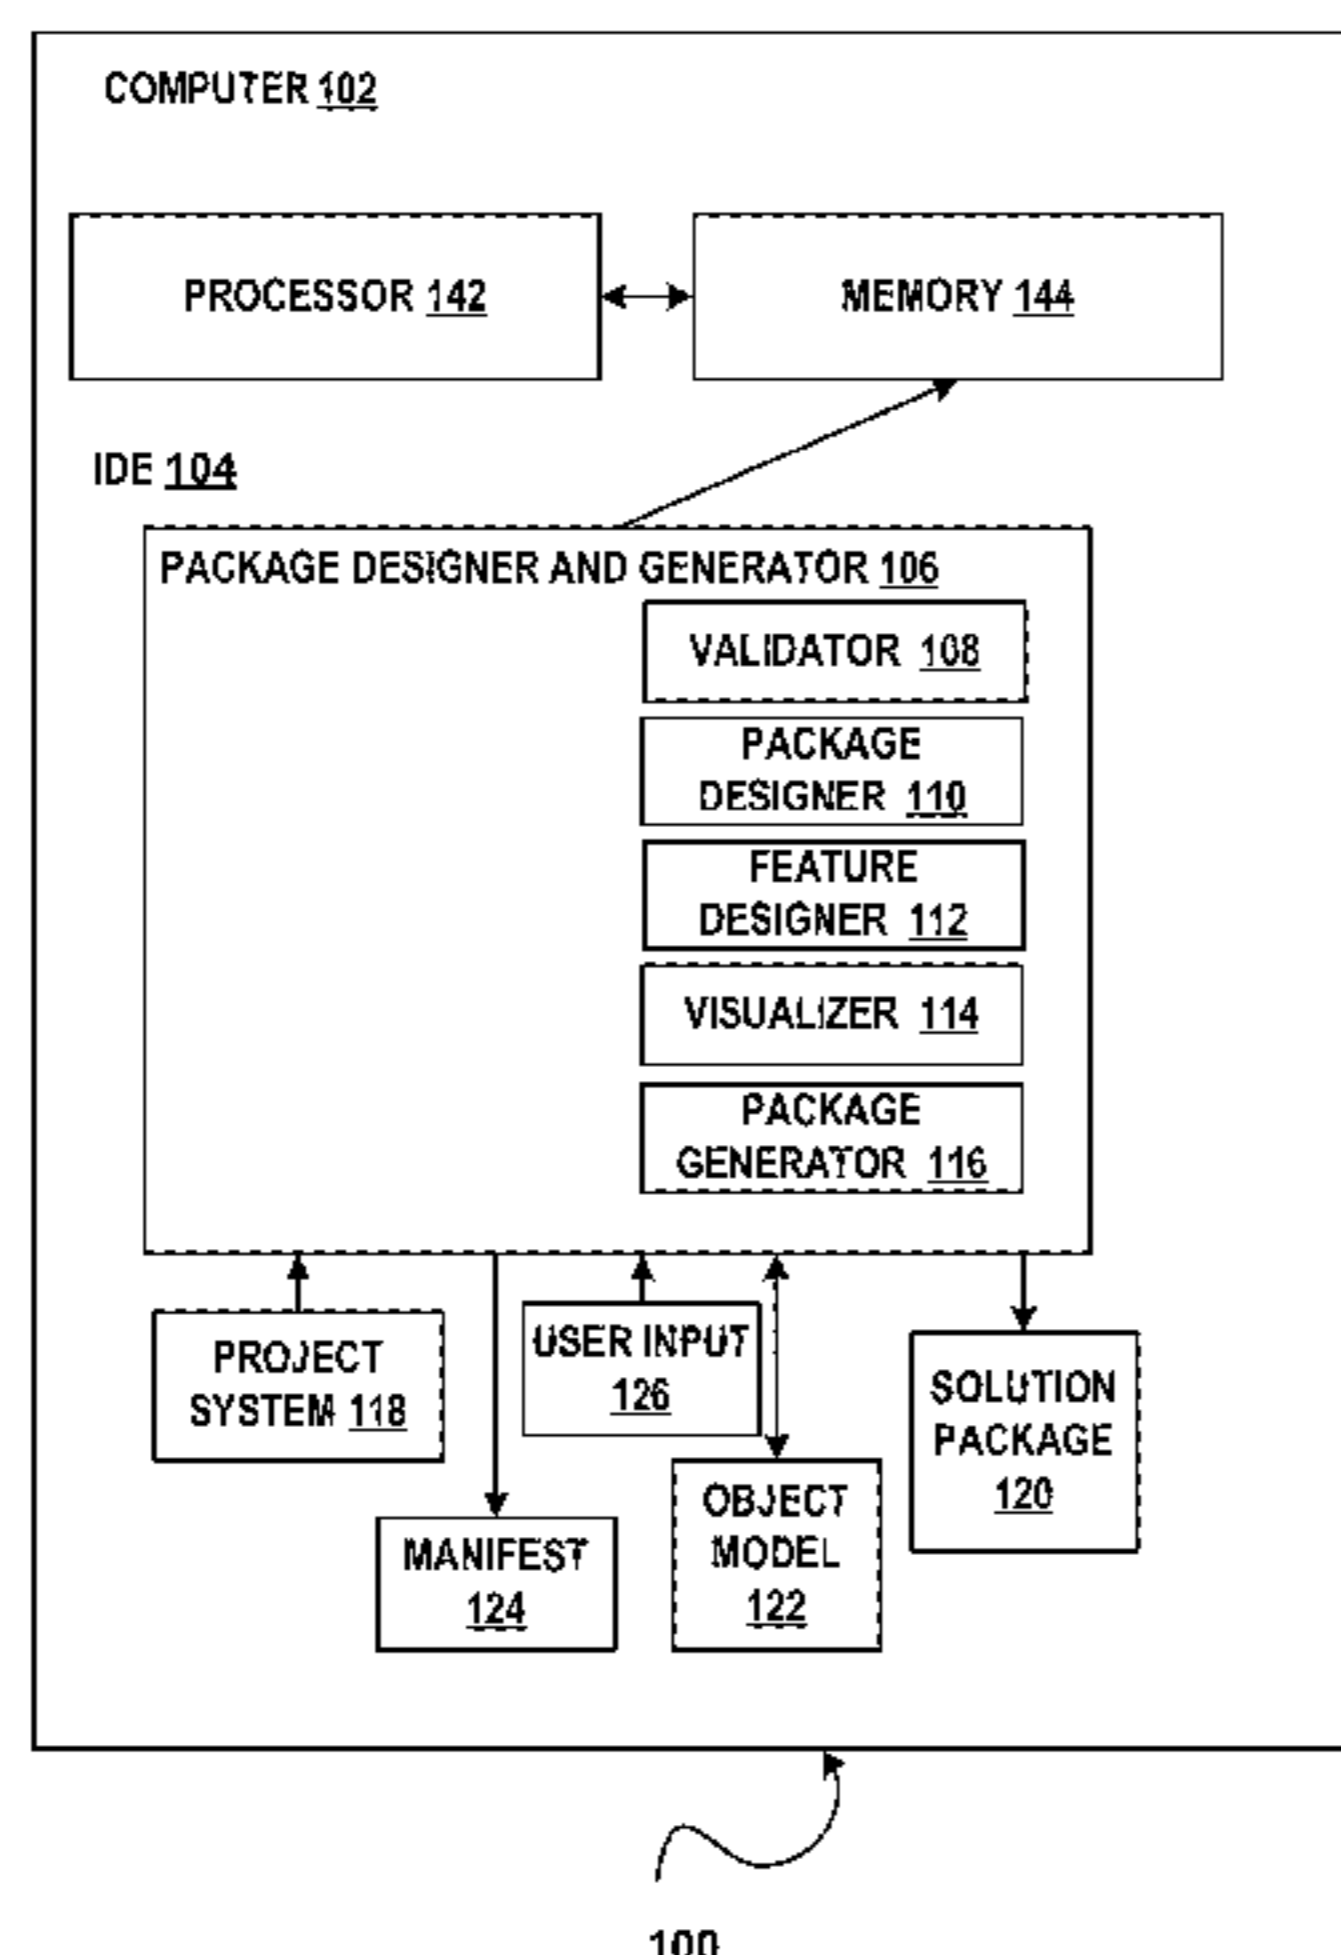 COMPUTER 102
PROCESSOR 142
MEMORY 144
IDE 104
PACKAGE DESIGNER AND GENERATOR 106
VALIDATOR 108
PACKAGE
DESIGNER 110
FEATURE
DESIGNER 112
VISUALIZER 114
PACKAGE
GENERATOR 116
PROJECT
SYSTEM 118
USER INPUT
126
SOLUTION
PACKAGE
120
MANIFEST
124
OBJECT
MODEL
122
100